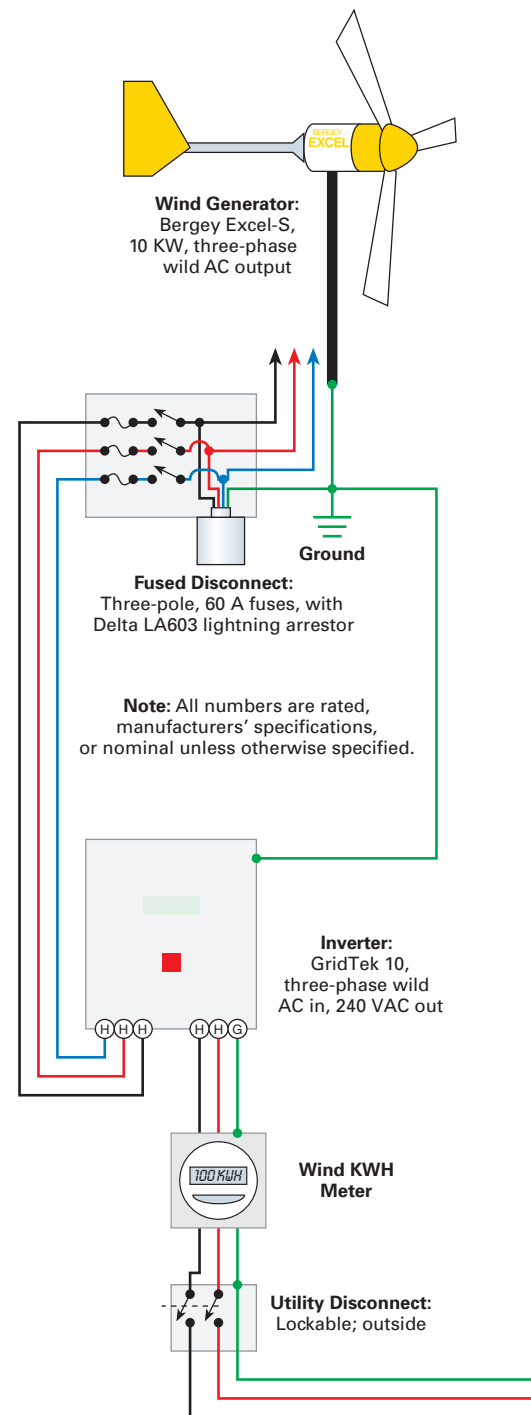 BERGEY
EXCEL
Wind Generator:
Bergey Excel-S,
10 KW, three-phase
wild AC output
Ground
Fused Disconnect:
Three-pole, 60 A fuses, with
Delta LA603 lightning arrestor
Note: All numbers are rated,
manufacturers’ specifications,
or nominal unless otherwise specified.
Inverter:
GridTek 10,
three-phase wild
AC in, 240 VAC out
H H H H H G
100 KWH
Wind KWH
Meter
Utility Disconnect:
Lockable; outside